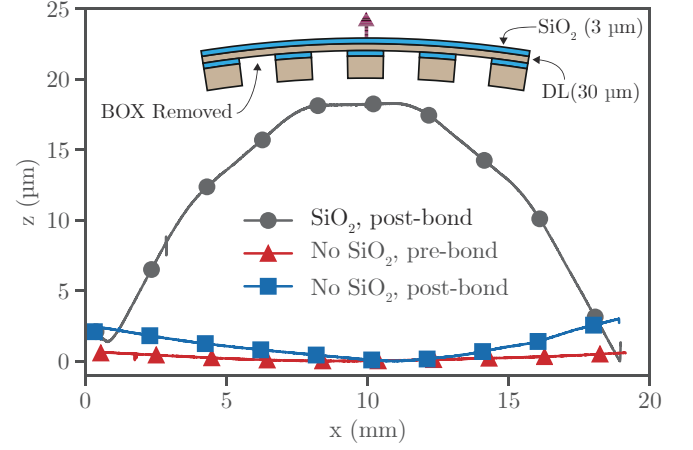 25
20
15
10
5
0
z (µm)
SiO₂ (3 µm)
DL(30 µm)
BOX Removed
SiO₂, post-bond
No SiO₂, pre-bond
No SiO₂, post-bond
0 5 10 15 20
x (mm)